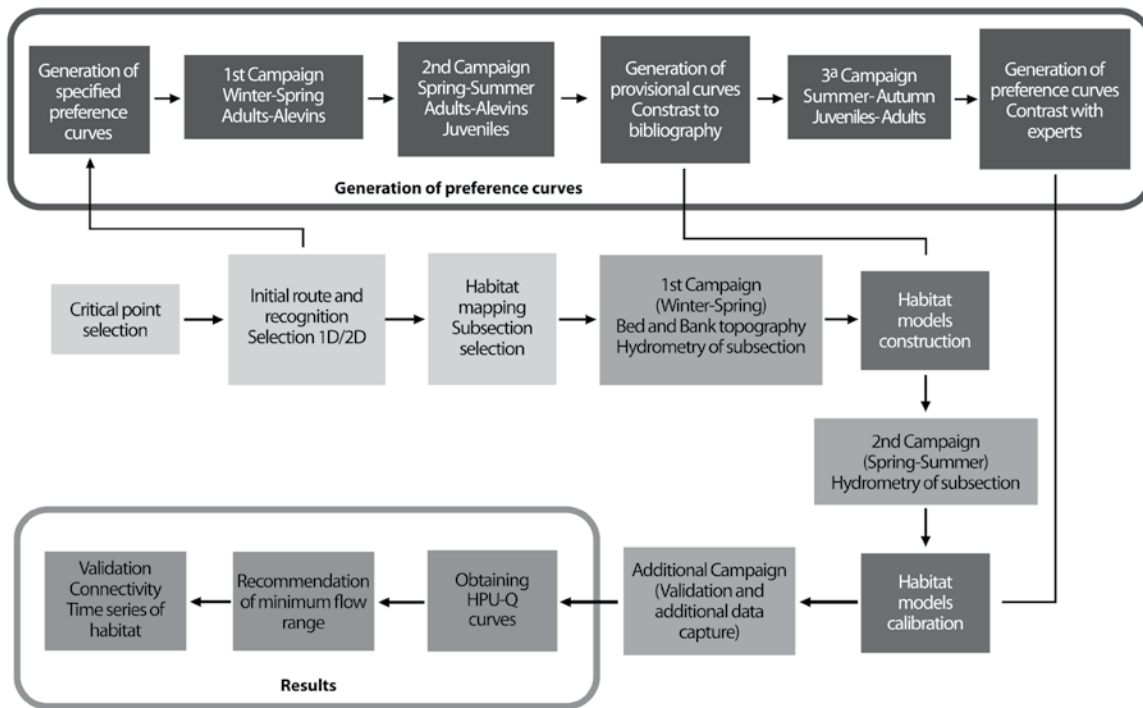 Generation of
specified
preference
curves
1st Campaign
Winter-Spring
Adults-Alevins
2nd Campaign
Spring-Summer
Adults-Alevins
Juveniles
Generation of
provisional curves
Constrast to
bibliography
3ª Campaign
Summer- Autumn
Juveniles- Adults
Generation of
preference curves
Contrast with
experts
Generation of preference curves
Critical point
selection
Initial route and
recognition
Selection 1D/2D
Habitat
mapping
Subsection
selection
1st Campaign
(Winter-Spring)
Bed and Bank topography
Hydrometry of subsection
Habitat
models
construction
2nd Campaign
(Spring-Summer)
Hydrometry of subsection
Validation
Connectivity
Time series of
habitat
Recommendation
of minimum flow
range
Obtaining
HPU-Q
curves
Additional Campaign
(Validation and
additional data
capture)
Habitat
models
calibration
Results